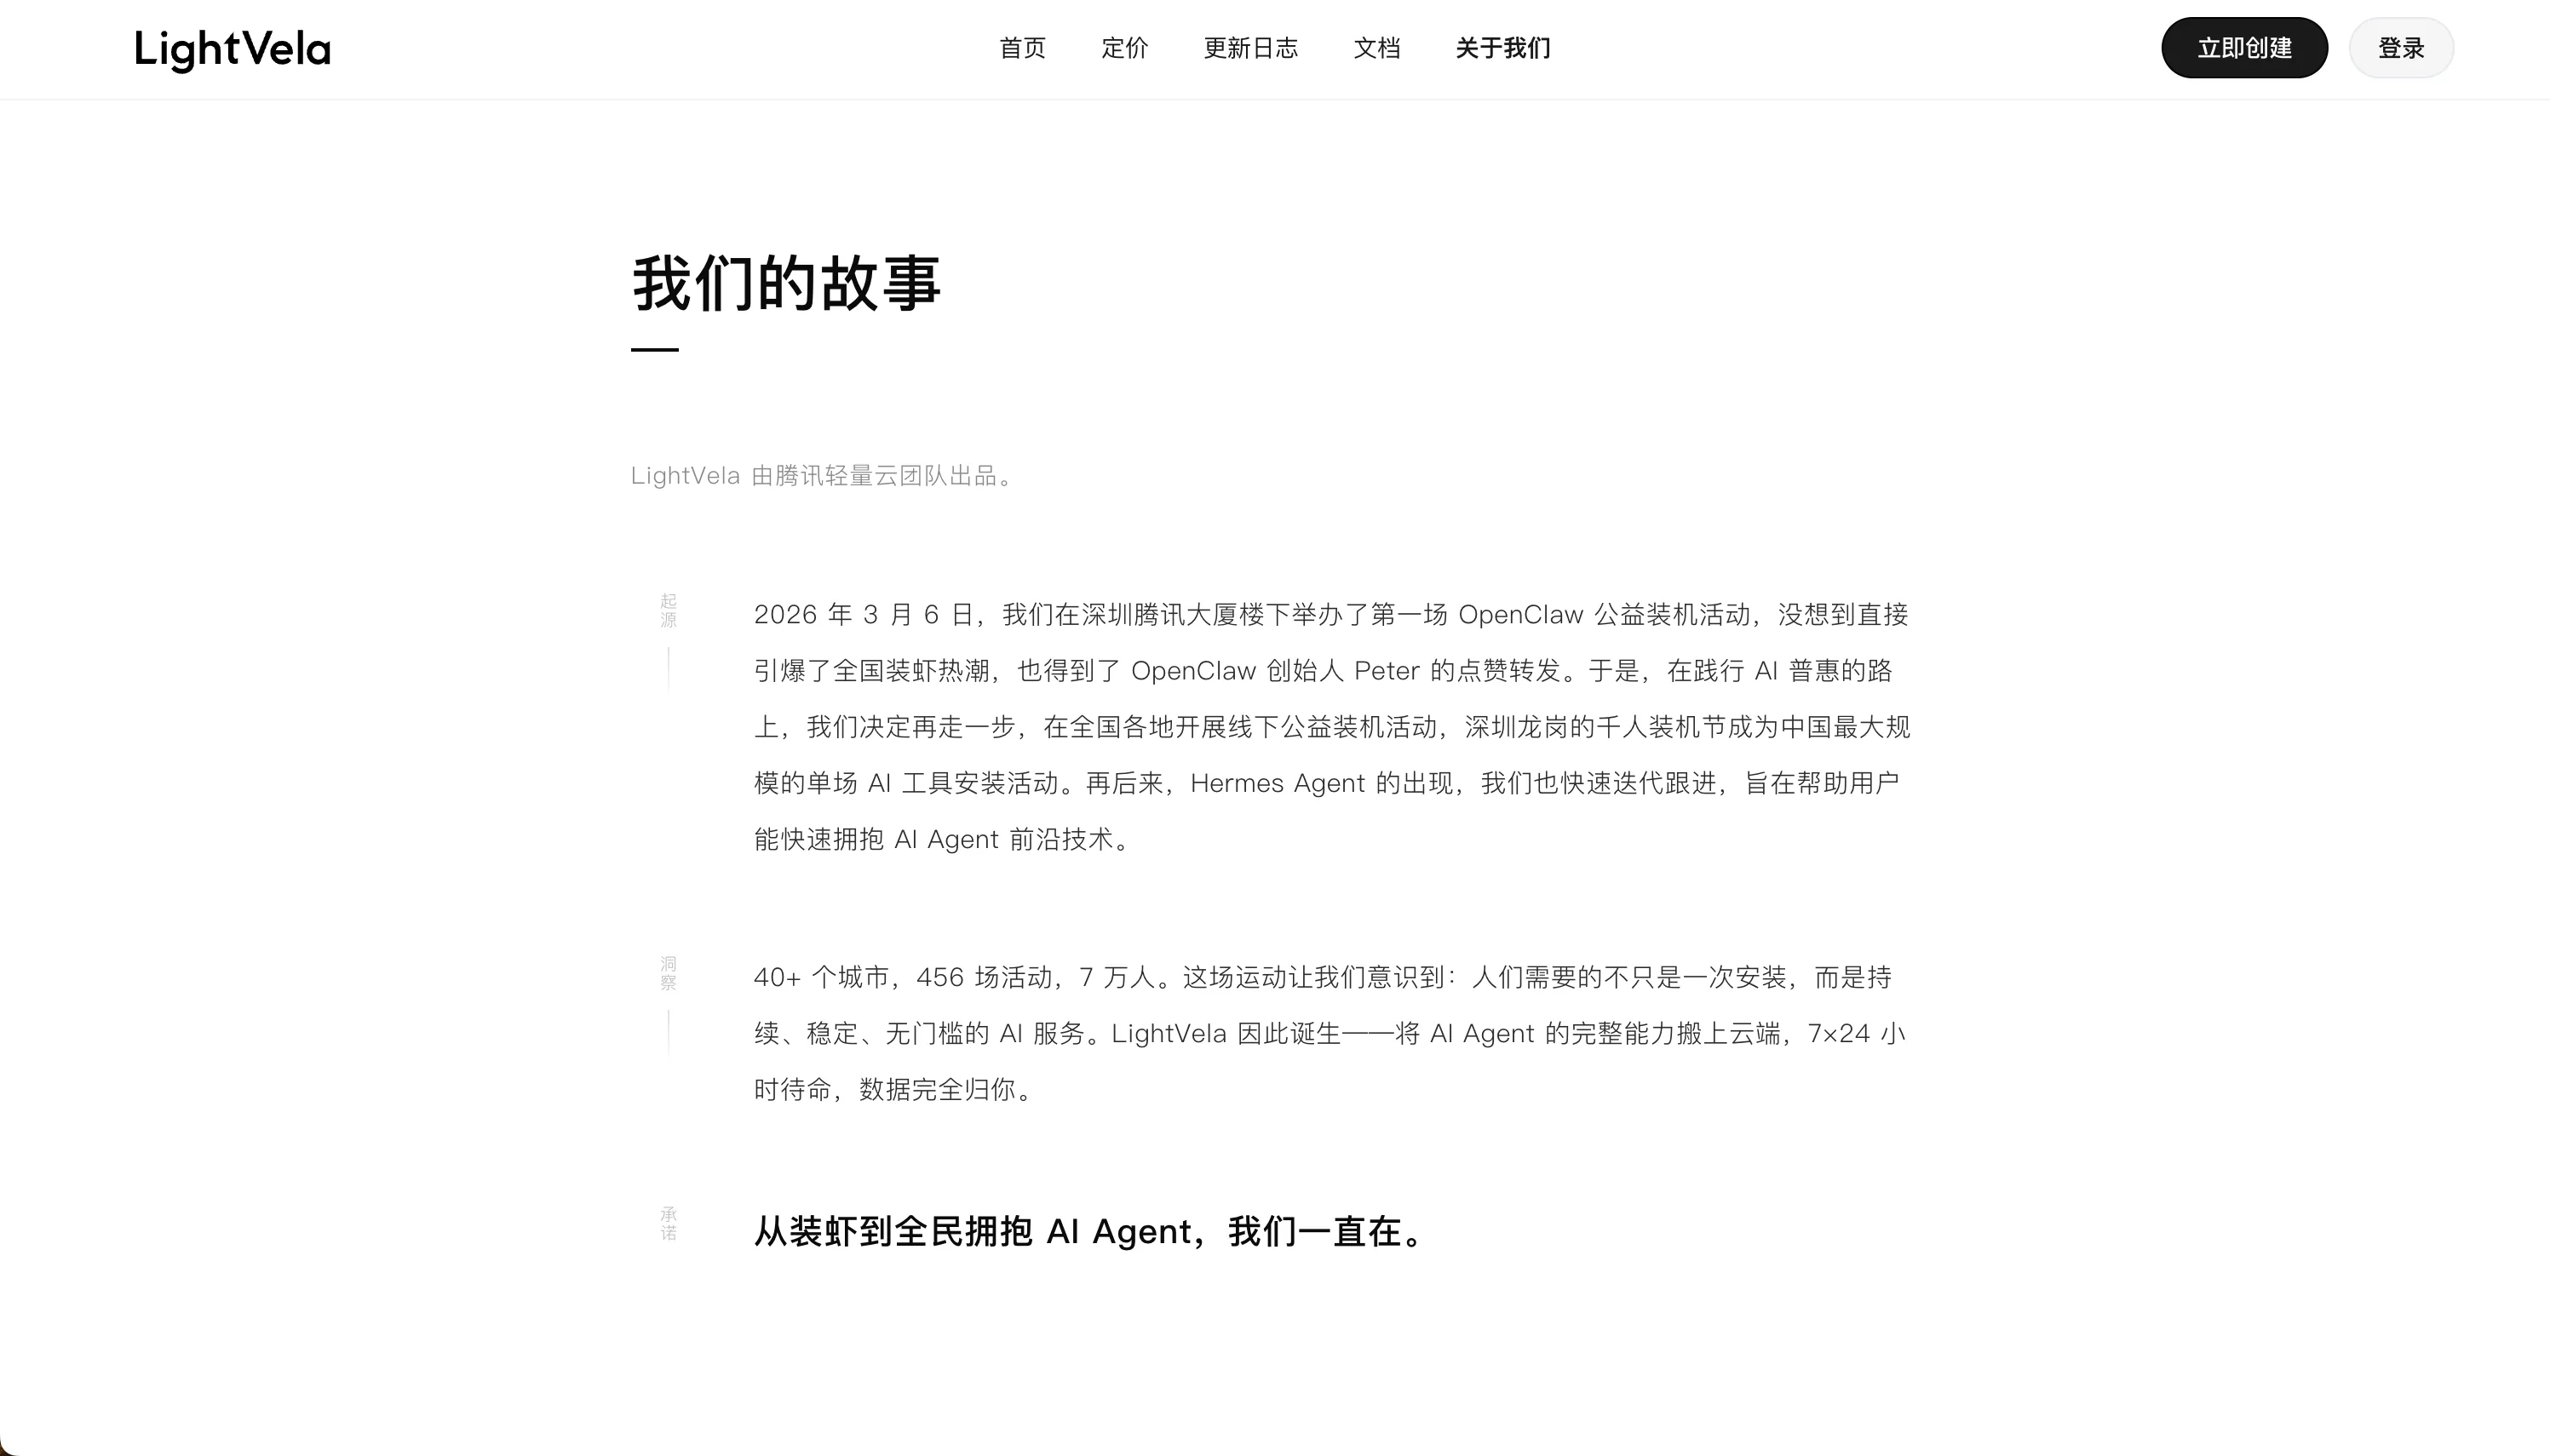 LightVela
首页 定价 更新日志 文档 关于我们
立即创建 登录
我们的故事
LightVela 由腾讯轻量云团队出品。
起源
2026 年 3 月 6 日，我们在深圳腾讯大厦楼下举办了第一场 OpenClaw 公益装机活动，没想到直接
引爆了全国装虾热潮，也得到了 OpenClaw 创始人 Peter 的点赞转发。于是，在践行 AI 普惠的路
上，我们决定再走一步，在全国各地开展线下公益装机活动，深圳龙岗的千人装机节成为中国最大规
模的单场 AI 工具安装活动。再后来，Hermes Agent 的出现，我们也快速迭代跟进，旨在帮助用户
能快速拥抱 AI Agent 前沿技术。
洞察
40+ 个城市，456 场活动，7 万人。这场运动让我们意识到：人们需要的不只是一次安装，而是持
续、稳定、无门槛的 AI 服务。LightVela 因此诞生——将 AI Agent 的完整能力搬上云端，7×24 小
时待命，数据完全归你。
承诺
从装虾到全民拥抱 AI Agent，我们一直在。